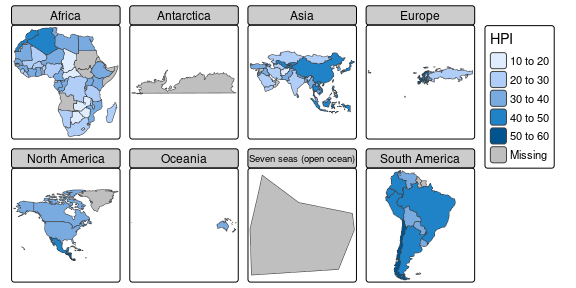 Africa
Antarctica
Asia
Europe
North America
Oceania
Seven seas (open ocean)
South America
HPI
10 to 20
20 to 30
30 to 40
40 to 50
50 to 60
Missing